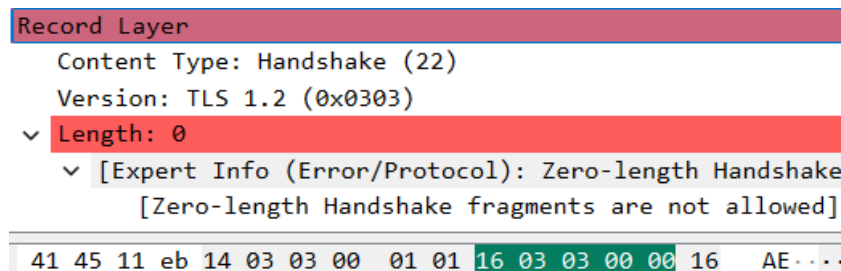 Record Layer
Content Type: Handshake (22)
Version: TLS 1.2 (0x0303)
Length: 0
[Expert Info (Error/Protocol): Zero-length Handshake
[Zero-length Handshake fragments are not allowed]
41 45 11 eb 14 03 03 00 01 01 16 03 03 00 00 16 AE····